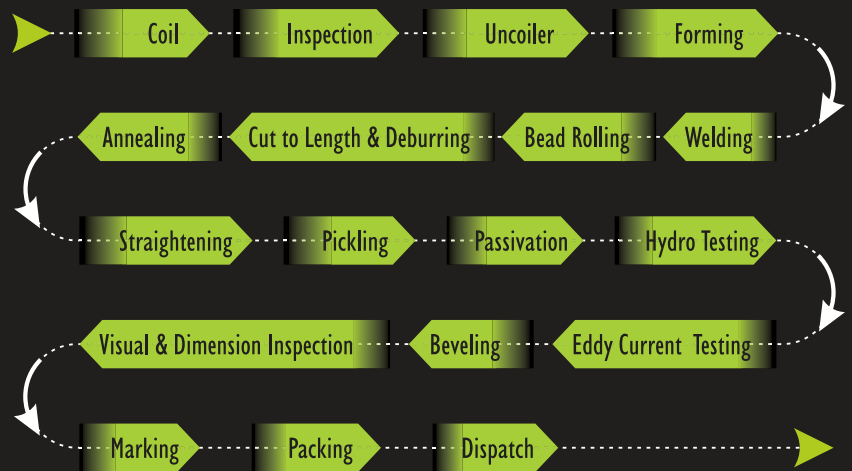 Coil Inspection Uncoiler Forming
Annealing Cut to Length & Deburring Bead Rolling Welding
Straightening Pickling Passivation Hydro Testing
Visual & Dimension Inspection Beveling Eddy Current Testing
Marking Packing Dispatch